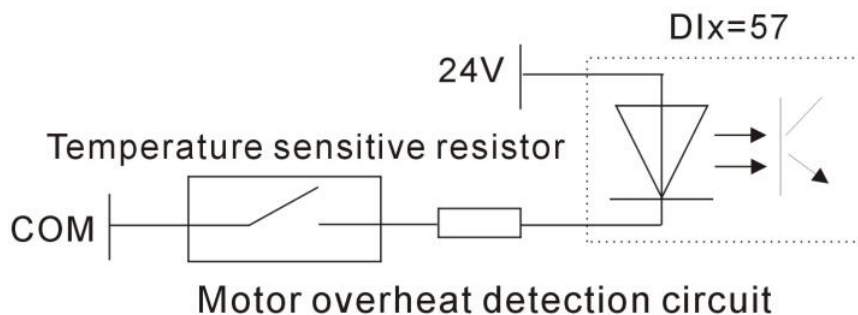 DIx=57
24V
Temperature sensitive resistor
COM
Motor overheat detection circuit